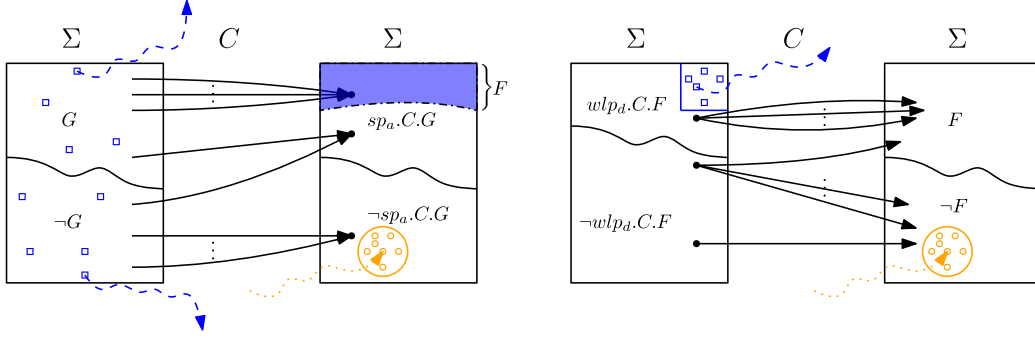 Σ C Σ Σ C Σ
F
wlp_d.C.F
G sp_a.C.G F
¬sp_a.C.G ¬F
¬G ¬wlp_d.C.F